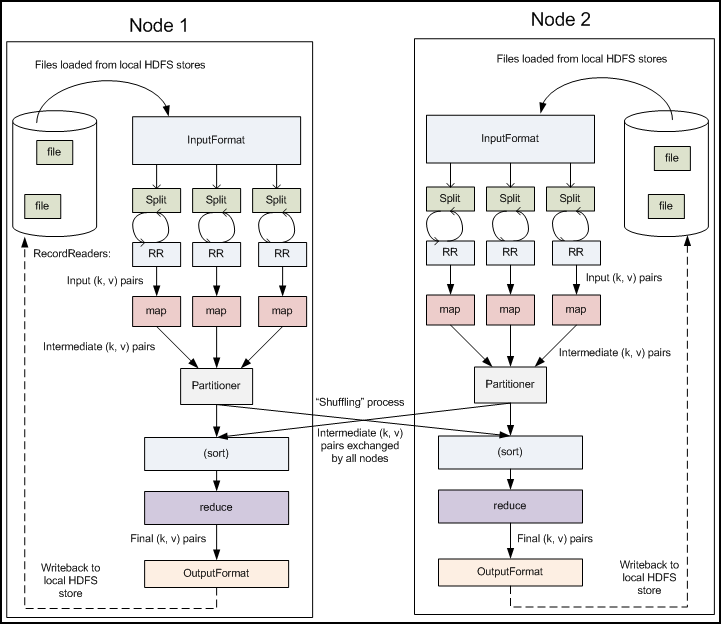 Node 1
Files loaded from local HDFS stores
InputFormat
file
file
Split
Split
Split
RecordReaders:
RR
RR
RR
Input (k, v) pairs
map
map
map
Intermediate (k, v) pairs
Partitioner
(sort)
reduce
Final (k, v) pairs
OutputFormat
Writeback to
local HDFS
store
"Shuffling" process
Intermediate (k, v)
pairs exchanged
by all nodes
Node 2
Files loaded from local HDFS stores
InputFormat
file
file
Split
Split
Split
RR
RR
RR
Input (k, v) pairs
map
map
map
Intermediate (k, v) pairs
Partitioner
(sort)
reduce
Final (k, v) pairs
OutputFormat
Writeback to
local HDFS
store